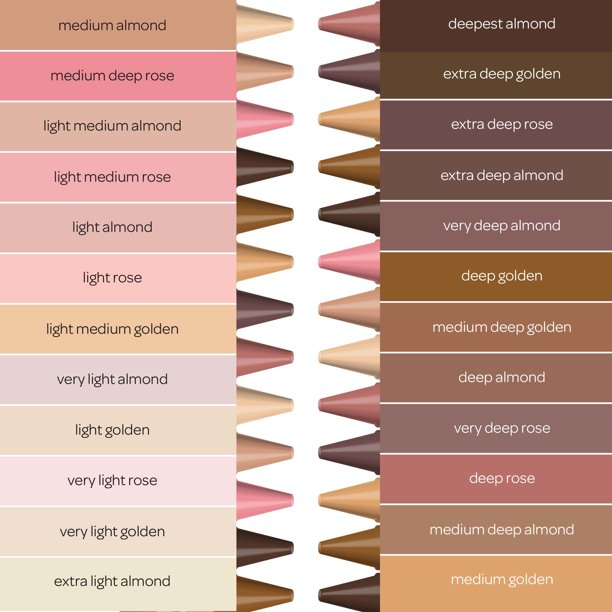 medium almond
medium deep rose
light medium almond
light medium rose
light almond
light rose
light medium golden
very light almond
light golden
very light rose
very light golden
extra light almond
deepest almond
extra deep golden
extra deep rose
extra deep almond
very deep almond
deep golden
medium deep golden
deep almond
very deep rose
deep rose
medium deep almond
medium golden